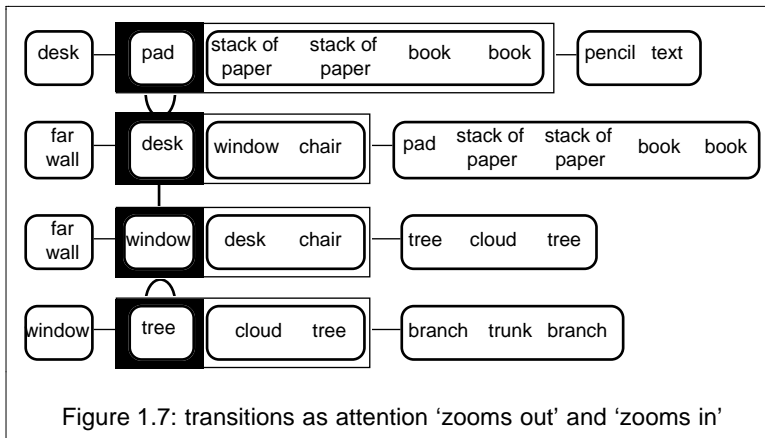 desk pad stack of paper stack of paper book book pencil text
far wall desk window chair pad stack of paper stack of paper book book
far wall window desk chair tree cloud tree
window tree cloud tree branch trunk branch
Figure 1.7: transitions as attention ‘zooms out’ and ‘zooms in’